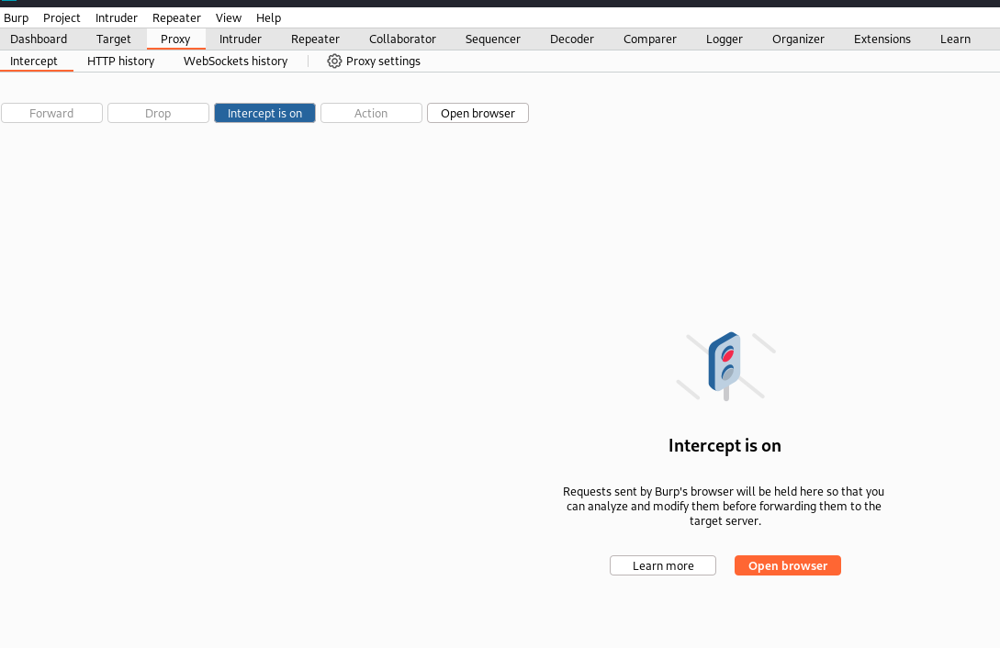 Burp Project Intruder Repeater View Help
Dashboard Target Proxy Intruder Repeater Collaborator Sequencer Decoder Comparer Logger Organizer Extensions Learn
Intercept HTTP history WebSockets history Proxy settings
Forward Drop Intercept is on Action Open browser
Intercept is on
Requests sent by Burp's browser will be held here so that you
can analyze and modify them before forwarding them to the
target server.
Learn more Open browser